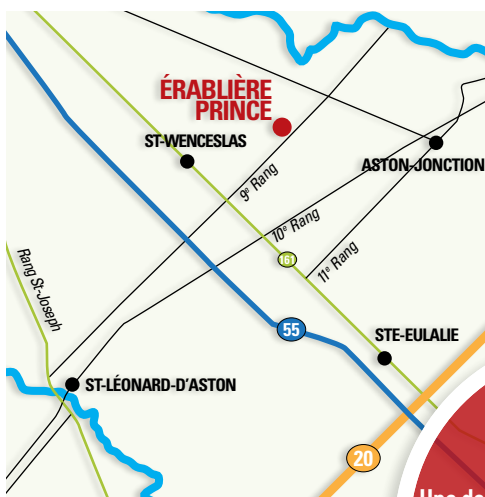 ÉRABLIÈRE
PRINCE
ST-WENCESLAS
ASTON-JONCTION
9e Rang
10e Rang
161
11e Rang
Rang St-Joseph
55
STE-EULALIE
ST-LÉONARD-D'ASTON
20